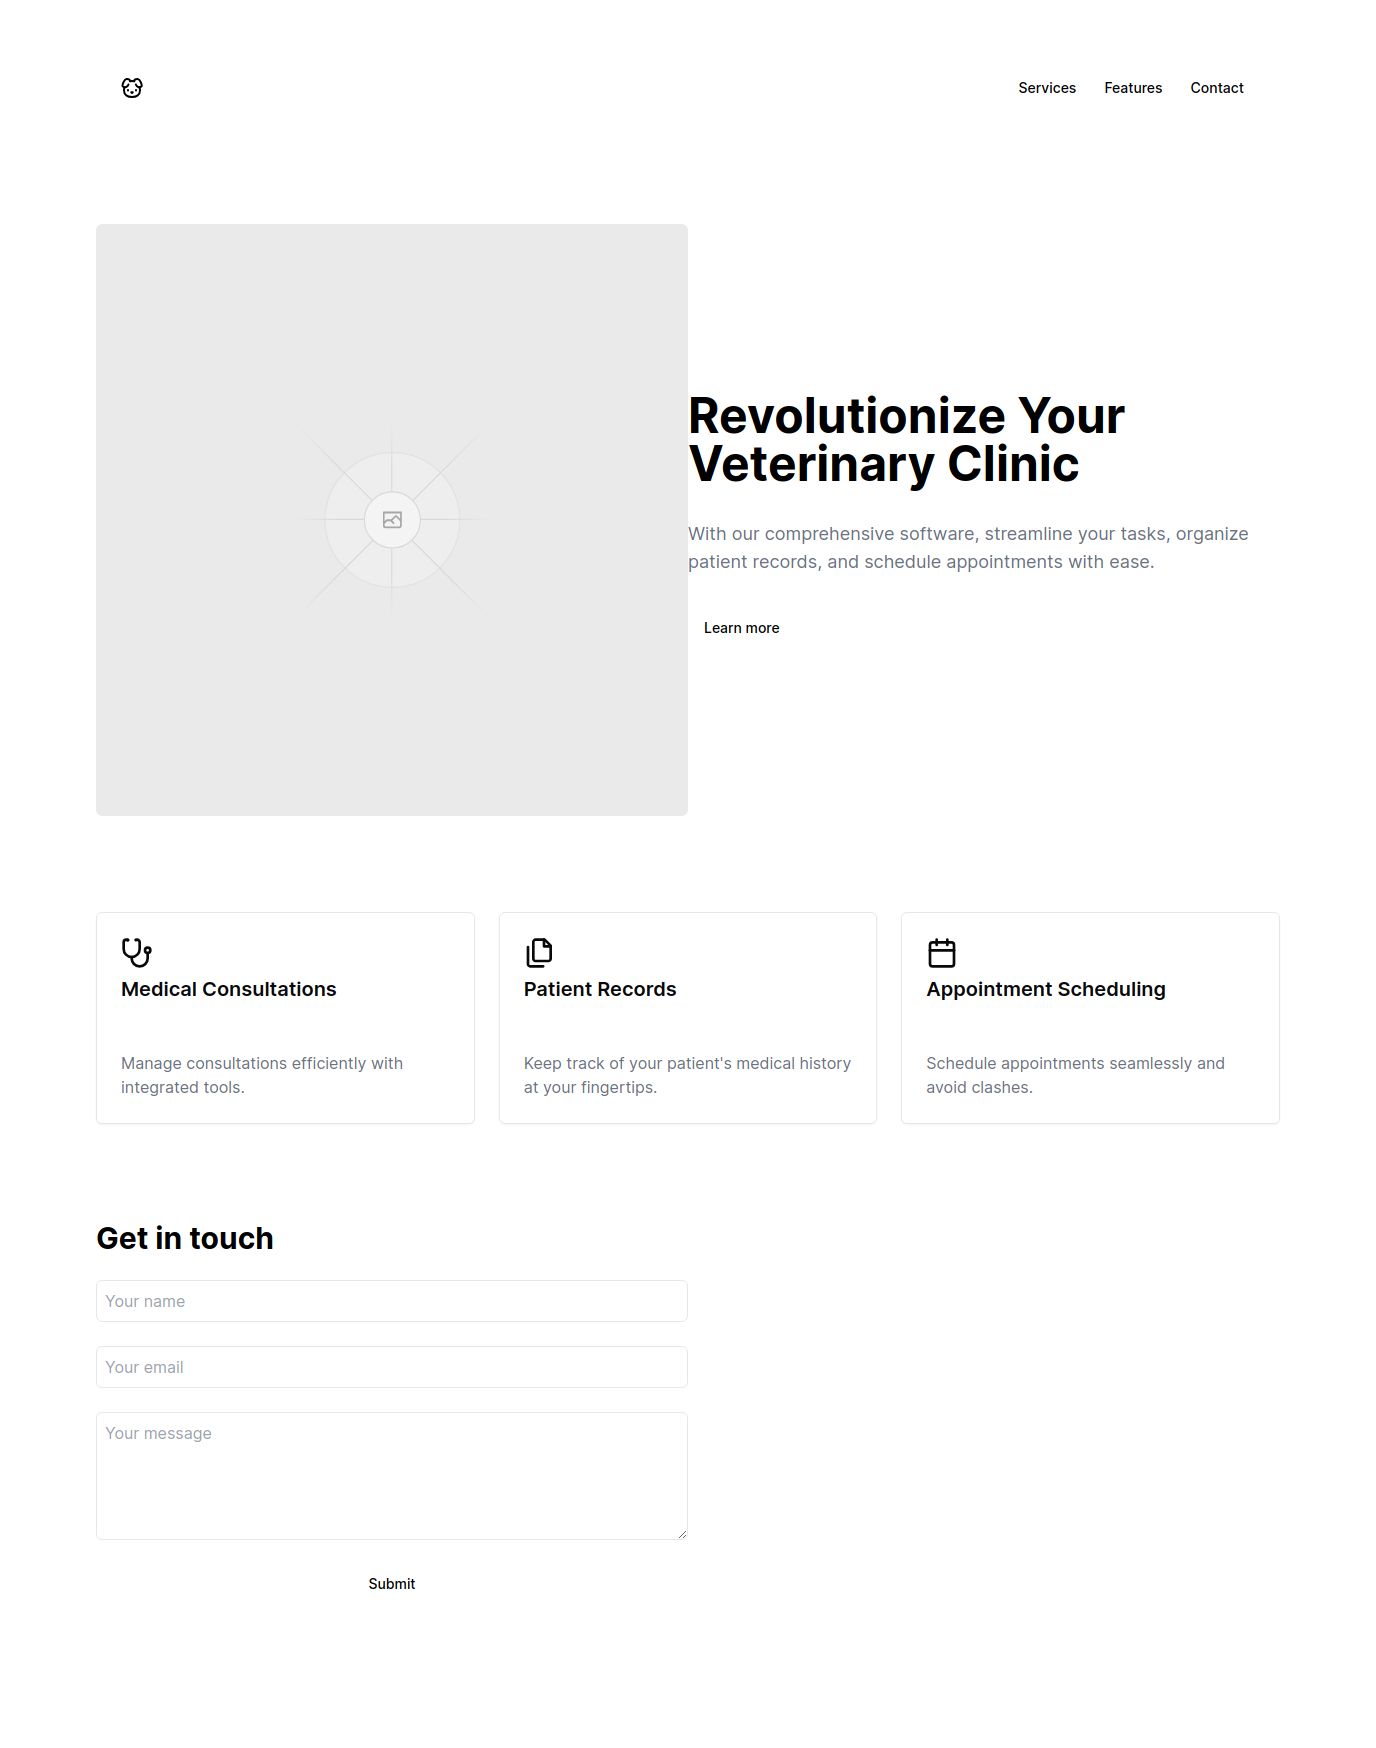 Services Features Contact
Revolutionize Your
Veterinary Clinic
With our comprehensive software, streamline your tasks, organize
patient records, and schedule appointments with ease.
Learn more
Medical Consultations
Manage consultations efficiently with
integrated tools.
Patient Records
Keep track of your patient's medical history
at your fingertips.
Appointment Scheduling
Schedule appointments seamlessly and
avoid clashes.
Get in touch
Your name
Your email
Your message
Submit